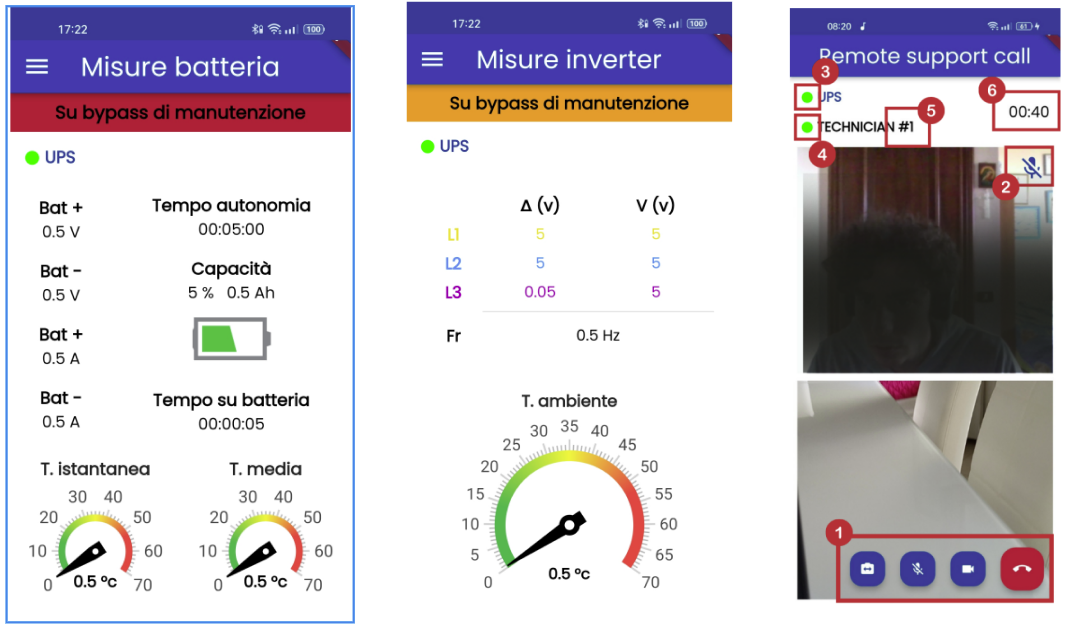 17:22
100
Misure batteria
Su bypass di manutenzione
UPS
Bat +
0.5 V
Tempo autonomia
00:05:00
Bat -
0.5 V
Capacità
5 % 0.5 Ah
Bat +
0.5 A
Bat -
0.5 A
Tempo su batteria
00:00:05
T. istantanea
0 10 20 30 40 50 60 70
0.5 ºc
T. media
0 10 20 30 40 50 60 70
0.5 ºc
17:22
100
Misure inverter
Su bypass di manutenzione
UPS
Δ (v) V (v)
L1 5 5
L2 5 5
L3 0.05 5
Fr 0.5 Hz
T. ambiente
0 5 10 15 20 25 30 35 40 45 50 55 60 65 70
0.5 ºc
08:20
61
Remote support call
3
UPS
5
6
00:40
TECHNICIAN #1
4
2
1